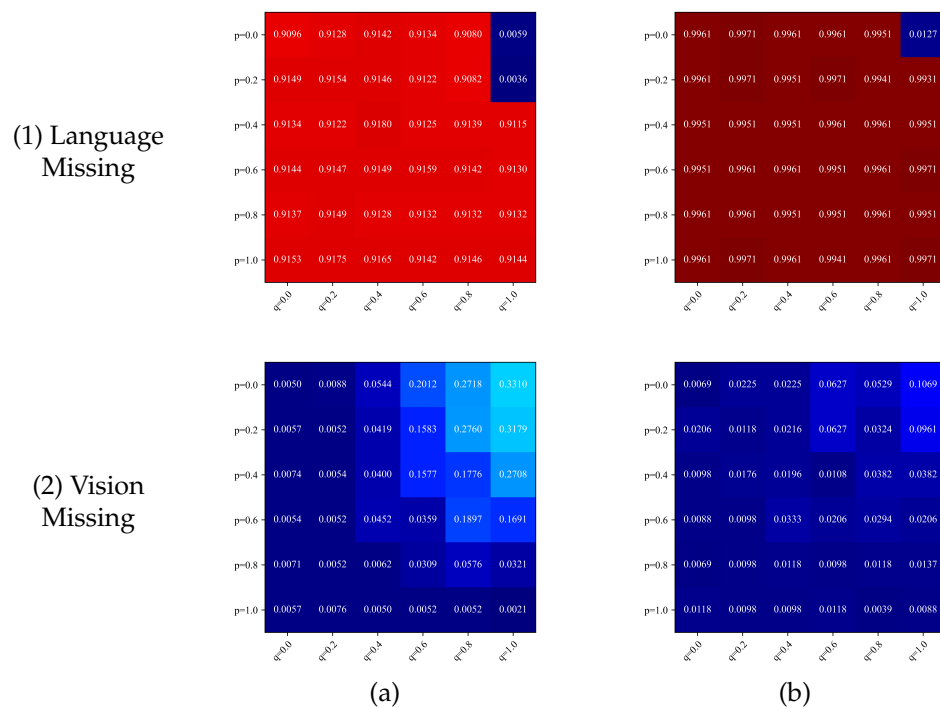 p=0.0 0.9096 0.9128 0.9142 0.9134 0.9080 0.0059
p=0.2 0.9149 0.9154 0.9146 0.9122 0.9082 0.0036
p=0.4 0.9134 0.9122 0.9180 0.9125 0.9139 0.9115
p=0.6 0.9144 0.9147 0.9149 0.9159 0.9142 0.9130
p=0.8 0.9137 0.9149 0.9128 0.9132 0.9132 0.9132
p=1.0 0.9153 0.9175 0.9165 0.9142 0.9146 0.9144
q=0.0 q=0.2 q=0.4 q=0.6 q=0.8 q=1.0
p=0.0 0.9961 0.9971 0.9961 0.9961 0.9951 0.0127
p=0.2 0.9961 0.9971 0.9951 0.9971 0.9941 0.9931
p=0.4 0.9951 0.9951 0.9951 0.9961 0.9961 0.9951
p=0.6 0.9951 0.9961 0.9961 0.9951 0.9961 0.9971
p=0.8 0.9961 0.9961 0.9951 0.9951 0.9961 0.9951
p=1.0 0.9961 0.9971 0.9961 0.9941 0.9961 0.9971
q=0.0 q=0.2 q=0.4 q=0.6 q=0.8 q=1.0
(1) Language
Missing
p=0.0 0.0050 0.0088 0.0544 0.2012 0.2718 0.3310
p=0.2 0.0057 0.0052 0.0419 0.1583 0.2760 0.3179
p=0.4 0.0074 0.0054 0.0400 0.1577 0.1776 0.2708
p=0.6 0.0054 0.0052 0.0452 0.0359 0.1897 0.1691
p=0.8 0.0071 0.0052 0.0062 0.0309 0.0576 0.0321
p=1.0 0.0057 0.0076 0.0050 0.0052 0.0052 0.0021
q=0.0 q=0.2 q=0.4 q=0.6 q=0.8 q=1.0
p=0.0 0.0069 0.0225 0.0225 0.0627 0.0529 0.1069
p=0.2 0.0206 0.0118 0.0216 0.0627 0.0324 0.0961
p=0.4 0.0098 0.0176 0.0196 0.0108 0.0382 0.0382
p=0.6 0.0088 0.0098 0.0333 0.0206 0.0294 0.0206
p=0.8 0.0069 0.0098 0.0118 0.0098 0.0118 0.0137
p=1.0 0.0118 0.0098 0.0098 0.0118 0.0039 0.0088
q=0.0 q=0.2 q=0.4 q=0.6 q=0.8 q=1.0
(2) Vision
Missing
(a)
(b)